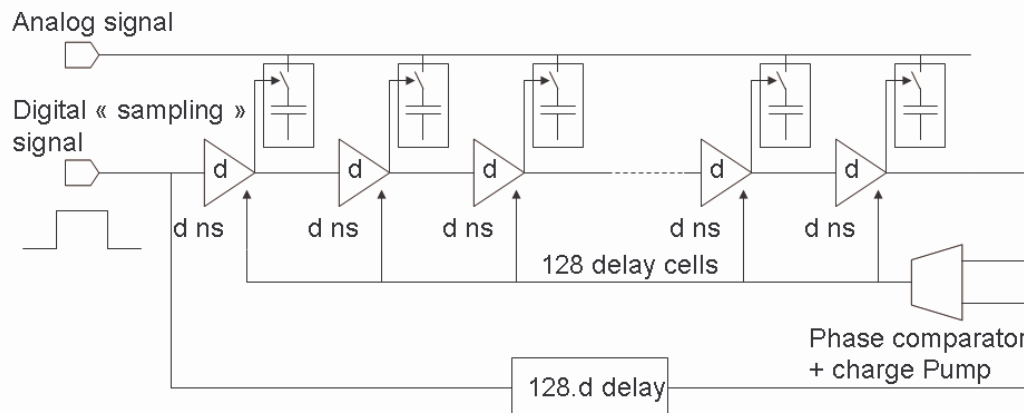 Analog signal
Digital « sampling »
signal
d d d d d
d ns d ns d ns d ns d ns
128 delay cells
Phase comparator
+ charge Pump
128.d delay